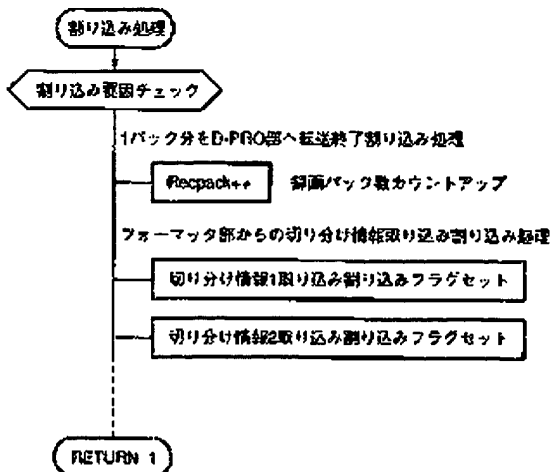 割り込み処理
割り込み要因チェック
1パック分をD-PRO部へ転送終了割り込み処理
Recpack++ 録画パック数カウントアップ
フォーマッタ部からの切り分け情報取り込み割り込み処理
切り分け情報1取り込み割り込みフラグセット
切り分け情報2取り込み割り込みフラグセット
RETURN 1